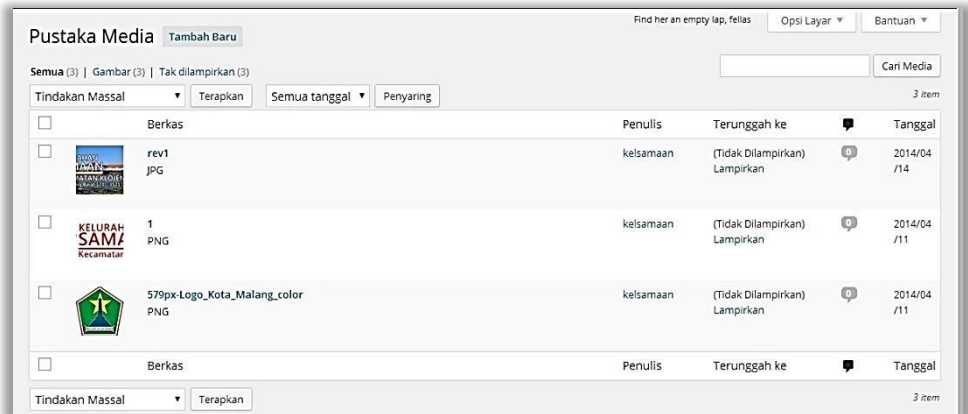 Find her an empty lap, fellas
Opsi Layar
Bantuan
Pustaka Media
Tambah Baru
Semua (3) | Gambar (3) | Tak dilampirkan (3)
Cari Media
Tindakan Massal Terapkan Semua tanggal Penyaring
3 item
Berkas Penulis Terunggah ke Tanggal
rev1
JPG
kelsamaan
(Tidak Dilampirkan)
Lampirkan
0
2014/04
/14
KELURAH
SAMA
Kecamatan
1
PNG
kelsamaan
(Tidak Dilampirkan)
Lampirkan
0
2014/04
/11
579px-Logo_Kota_Malang_color
PNG
kelsamaan
(Tidak Dilampirkan)
Lampirkan
0
2014/04
/11
Berkas Penulis Terunggah ke Tanggal
Tindakan Massal Terapkan
3 item